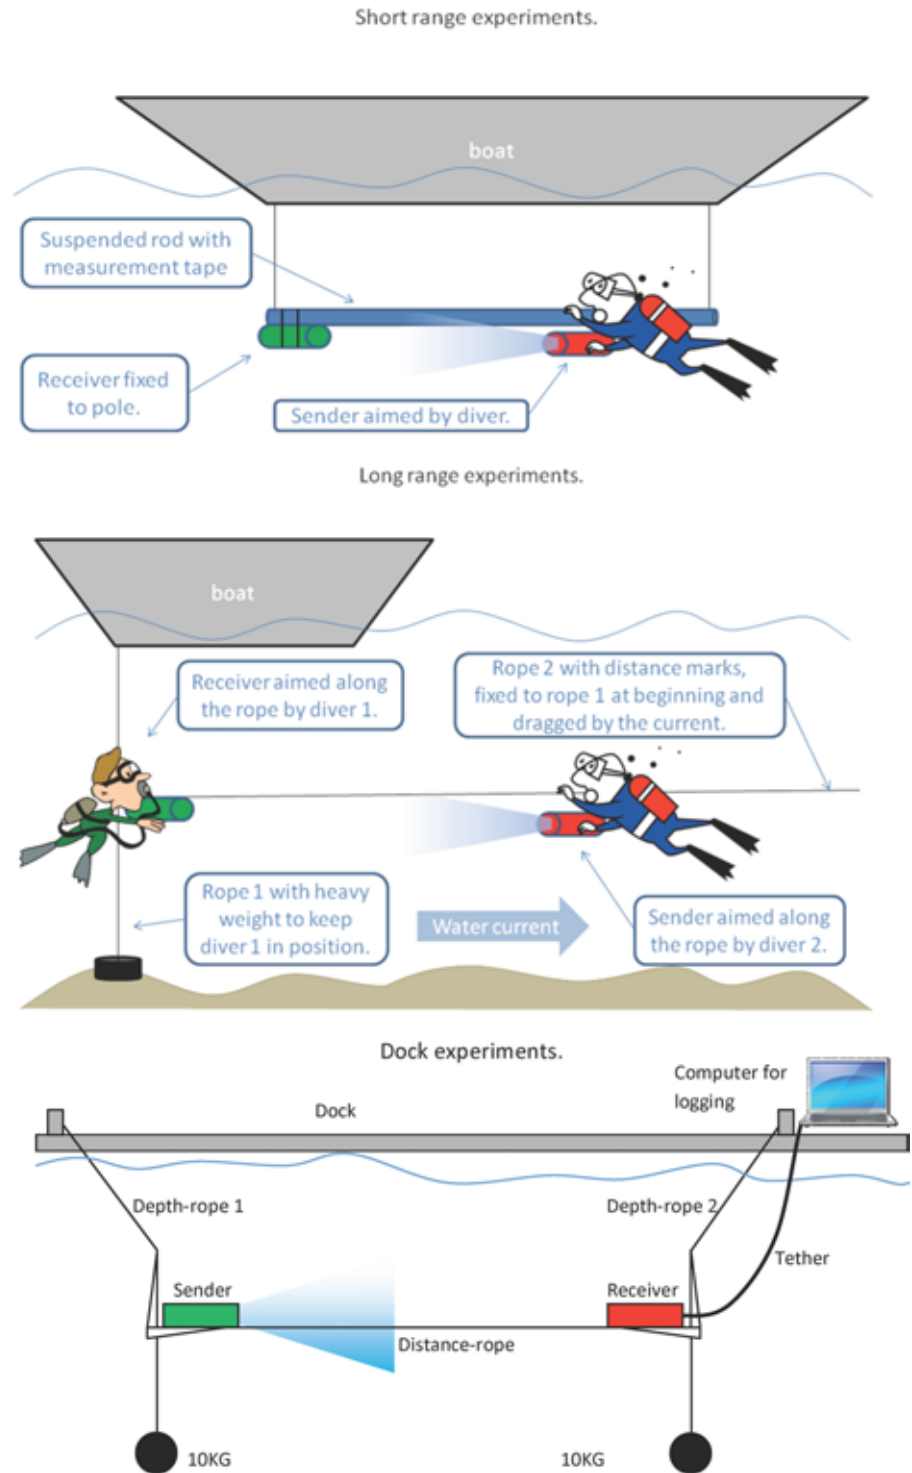 Short range experiments.
boat
Suspended rod with
measurement tape
Receiver fixed
to pole.
Sender aimed by diver.
Long range experiments.
boat
Receiver aimed along
the rope by diver 1.
Rope 2 with distance marks,
fixed to rope 1 at beginning and
dragged by the current.
Rope 1 with heavy
weight to keep
diver 1 in position.
Water current
Sender aimed along
the rope by diver 2.
Dock experiments.
Computer for
logging
Dock
Depth-rope 1
Depth-rope 2
Tether
Sender
Receiver
Distance-rope
10KG
10KG